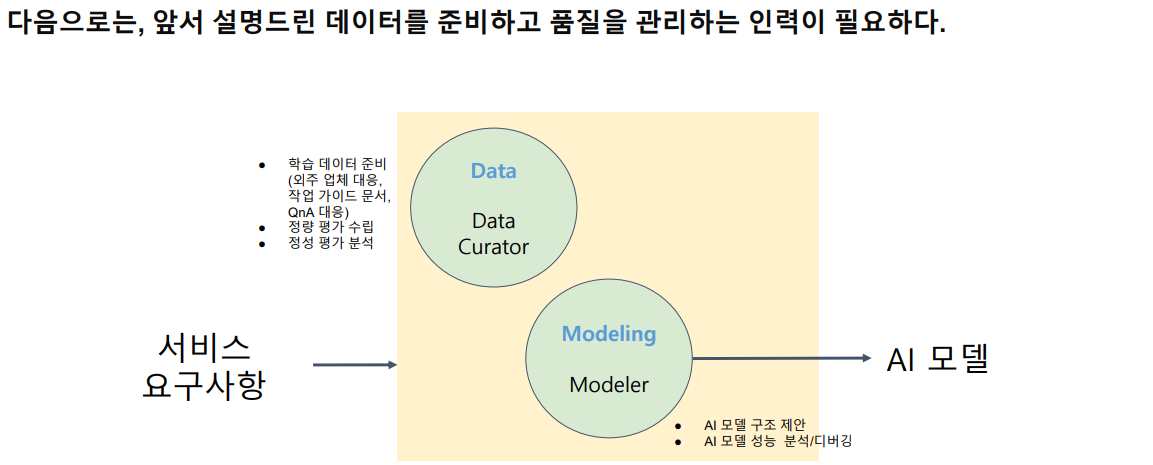 다음으로는, 앞서 설명드린 데이터를 준비하고 품질을 관리하는 인력이 필요하다.
● 학습 데이터 준비
(외주 업체 대응,
작업 가이드 문서,
QnA 대응)
● 정량 평가 수립
● 정성 평가 분석
Data
Data
Curator
서비스
요구사항
Modeling
Modeler
AI 모델
● AI 모델 구조 제안
● AI 모델 성능 분석/디버깅